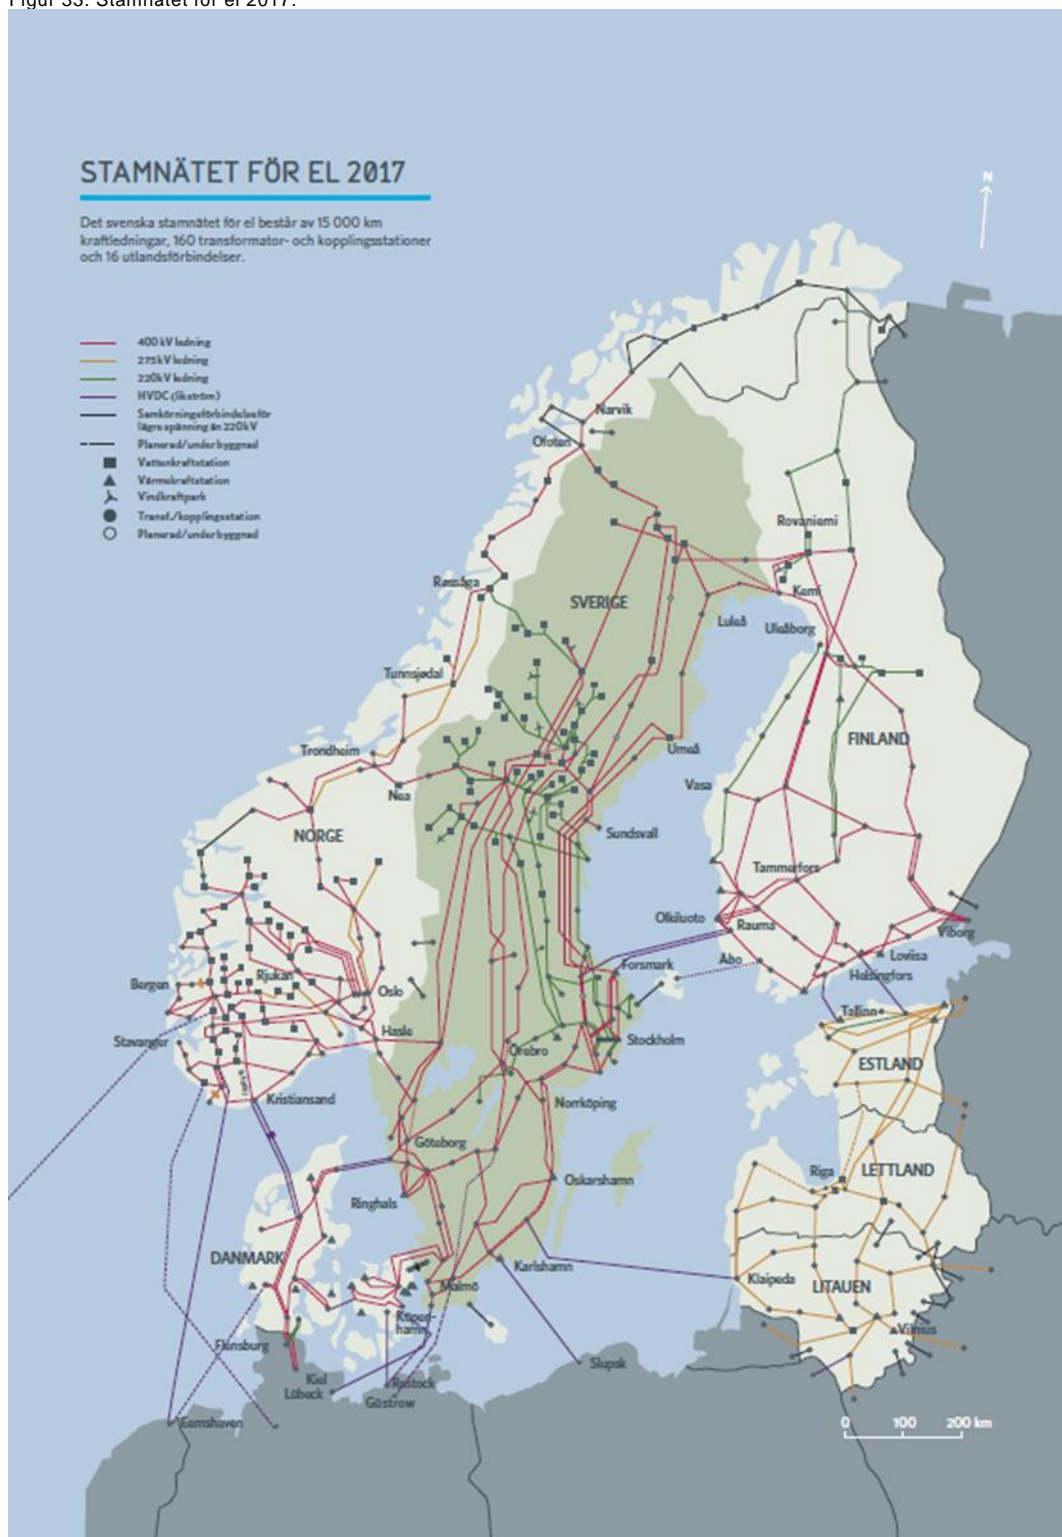 Figur 33. Stamnätet för el 2017.
STAMNÄTET FÖR EL 2017
Det svenska stamnätet för el består av 15 000 km
kraftledningar, 160 transformator- och kopplingsstationer
och 16 utlandsförbindelser.
N
400 kV ledning
275 kV ledning
220 kV ledning
HVDC (likström)
Samkörningsförbindelse för
lägre spänning än 220 kV
Planerad/under byggnad
Vattenkraftstation
Värmekraftstation
Vindkraftpark
Transf./kopplingsstation
Planerad/under byggnad
Narvik
Ofoten
Rovaniemi
Røssåga
SVERIGE
Kemi
Luleå
Uleåborg
Tunnsjødal
FINLAND
Trondheim
Umeå
Nea
Vasa
NORGE
Sundsvall
Tammerfors
Olkiluoto
Rauma
Viborg
Forsmark
Åbo
Loviisa
Rjukan
Helsingfors
Bergen
Oslo
Tallinn
Hasle
Stavanger
Stockholm
Örebro
ESTLAND
Kristiansand
Norrköping
Göteborg
Riga
LETTLAND
Oskarshamn
Ringhals
DANMARK
Karlshamn
Klaipeda
LITAUEN
Malmö
Köpen-
hamn
Vilnius
Flensburg
Slupsk
Kiel
Lübeck
Rostock
Güstrow
Eemshaven
0 100 200 km